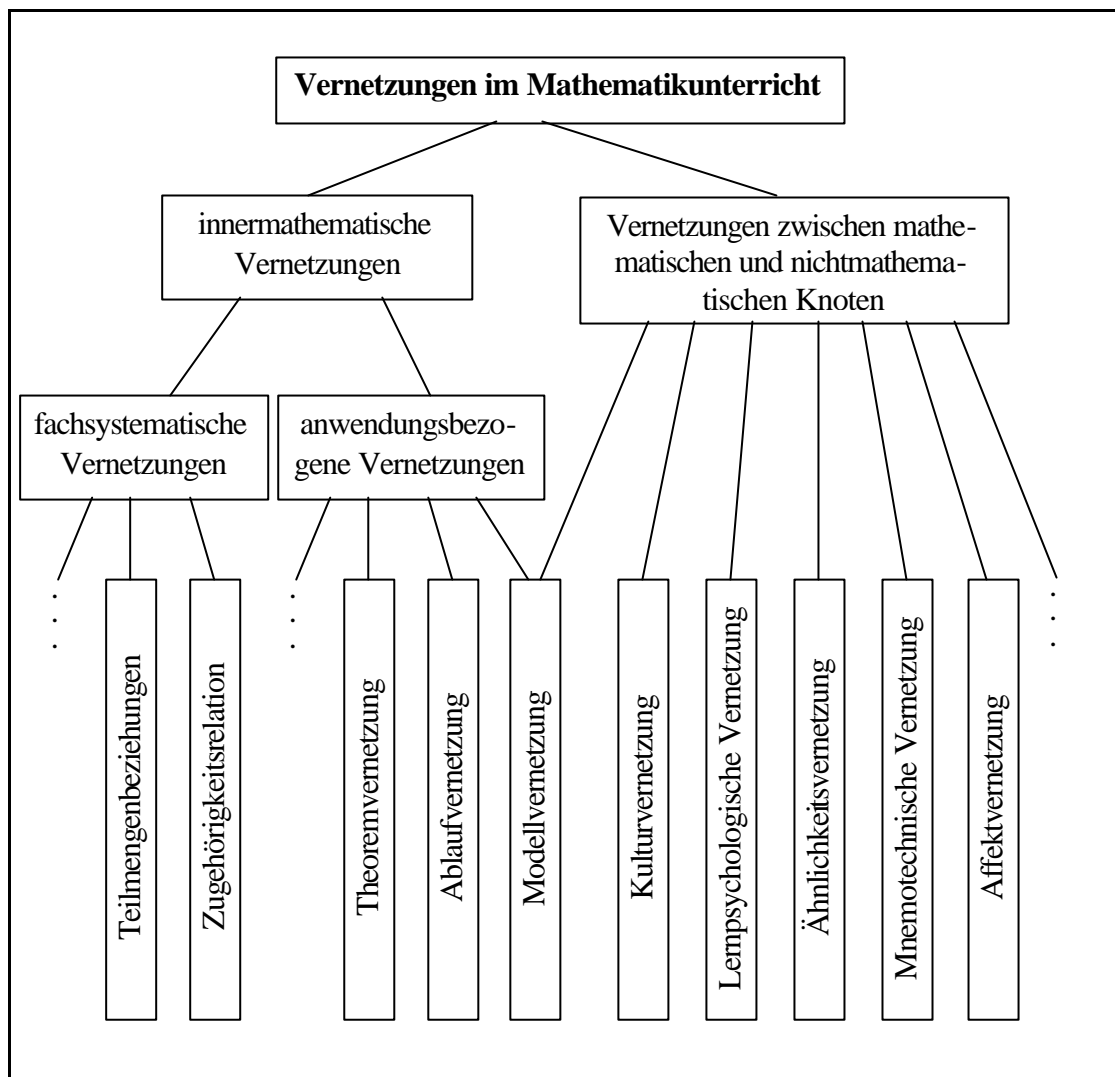 Vernetzungen im Mathematikunterricht
innermathematische
Vernetzungen
Vernetzungen zwischen mathe-
matischen und nichtmathema-
tischen Knoten
fachsystematische
Vernetzungen
anwendungsbezo-
gene Vernetzungen
...
Teilmengenbeziehungen
Zugehörigkeitsrelation
...
Theoremvernetzung
Ablaufvernetzung
Modellvernetzung
Kulturvernetzung
Lernpsychologische Vernetzung
Ähnlichkeitsvernetzung
Mnemotechnische Vernetzung
Affektvernetzung
...